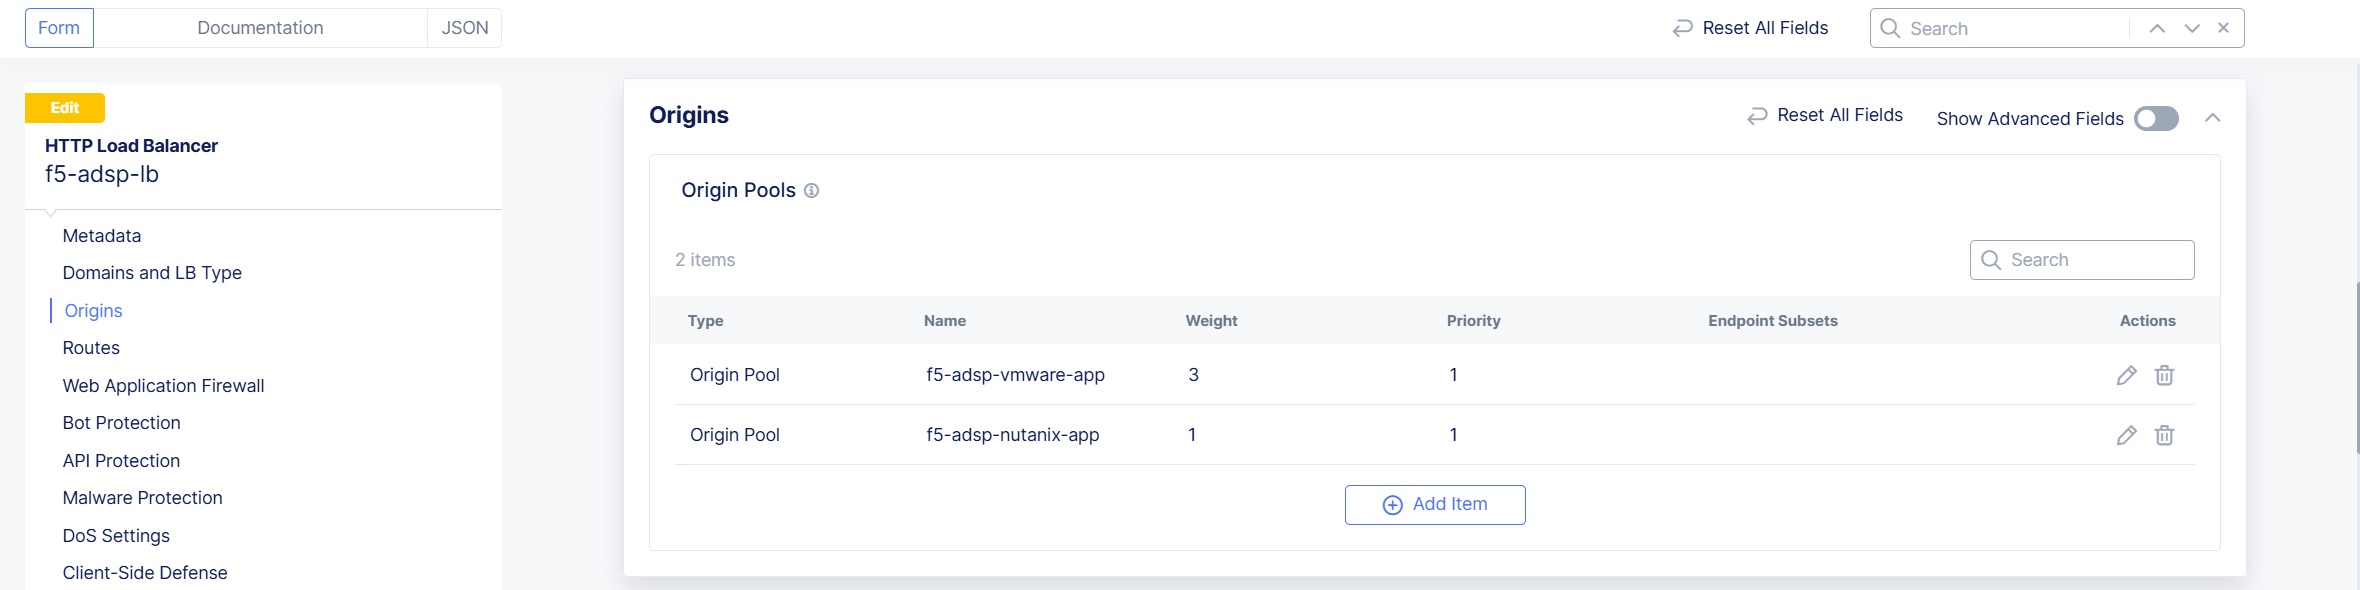 Form
Documentation
JSON
Reset All Fields
Search
Edit
HTTP Load Balancer
f5-adsp-lb
Metadata
Domains and LB Type
Origins
Routes
Web Application Firewall
Bot Protection
API Protection
Malware Protection
DoS Settings
Client-Side Defense
Origins
Reset All Fields
Show Advanced Fields
Origin Pools
2 items
Search
Type Name Weight Priority Endpoint Subsets Actions
Origin Pool f5-adsp-vmware-app 3 1
Origin Pool f5-adsp-nutanix-app 1 1
Add Item